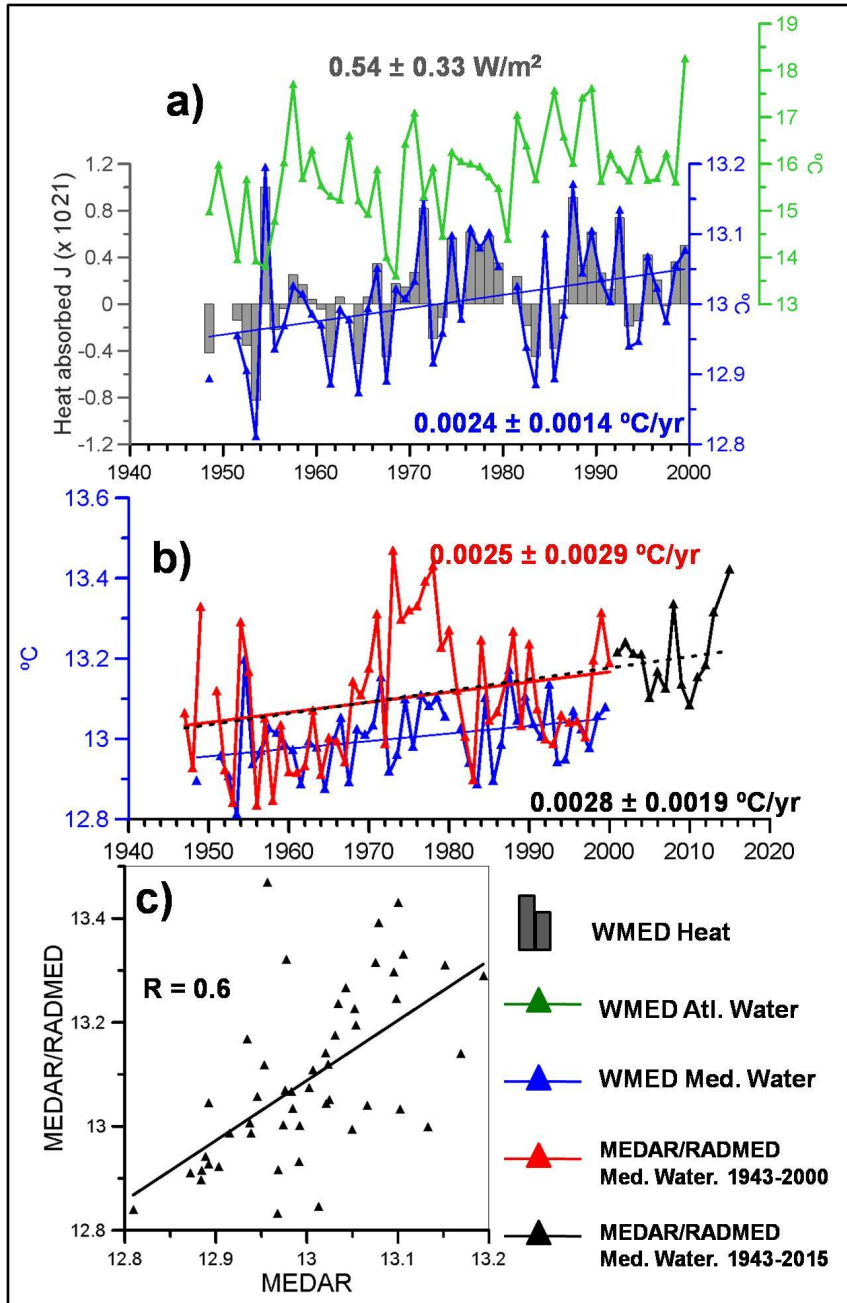 19
0.54 ± 0.33 W/m²
18
a)
17
1.2
16
ºC
13.2
0.8
15
13.1
0.4
14
0
13
13.0
ºC
-0.4
12.9
-0.8
0.0024 ± 0.0014 ºC/yr
-1.2
12.8
Heat absorbed J (x 10 21)
1940 1950 1960 1970 1980 1990 2000
13.6
b)
0.0025 ± 0.0029 ºC/yr
13.4
ºC
13.2
13
0.0028 ± 0.0019 ºC/yr
12.8
1940 1950 1960 1970 1980 1990 2000 2010 2020
c)
13.4
R = 0.6
13.2
13.0
12.8
MEDAR/RADMED
12.8 12.9 13 13.1 13.2
MEDAR
WMED Heat
WMED Atl. Water
WMED Med. Water
MEDAR/RADMED
Med. Water. 1943-2000
MEDAR/RADMED
Med. Water. 1943-2015